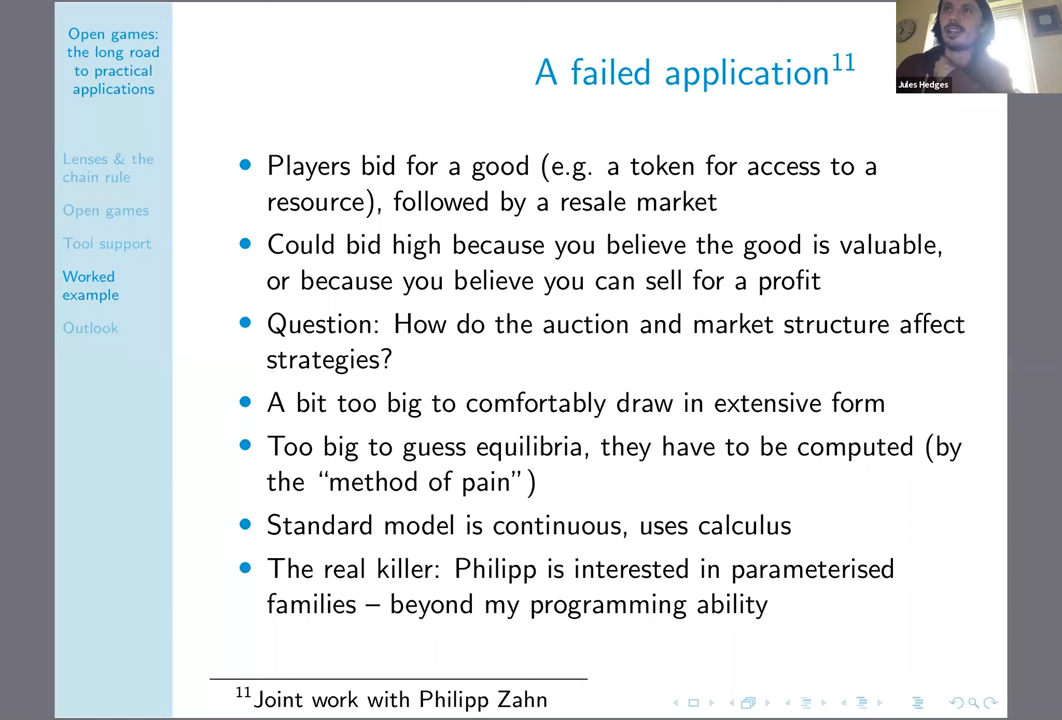 Open games:
the long road
to practical
applications
Lenses & the
chain rule
Open games
Tool support
Worked
example
Outlook
A failed application11
Jules Hedges
• Players bid for a good (e.g. a token for access to a
resource), followed by a resale market
• Could bid high because you believe the good is valuable,
or because you believe you can sell for a profit
• Question: How do the auction and market structure affect
strategies?
• A bit too big to comfortably draw in extensive form
• Too big to guess equilibria, they have to be computed (by
the “method of pain”)
• Standard model is continuous, uses calculus
• The real killer: Philipp is interested in parameterised
families – beyond my programming ability
11Joint work with Philipp Zahn